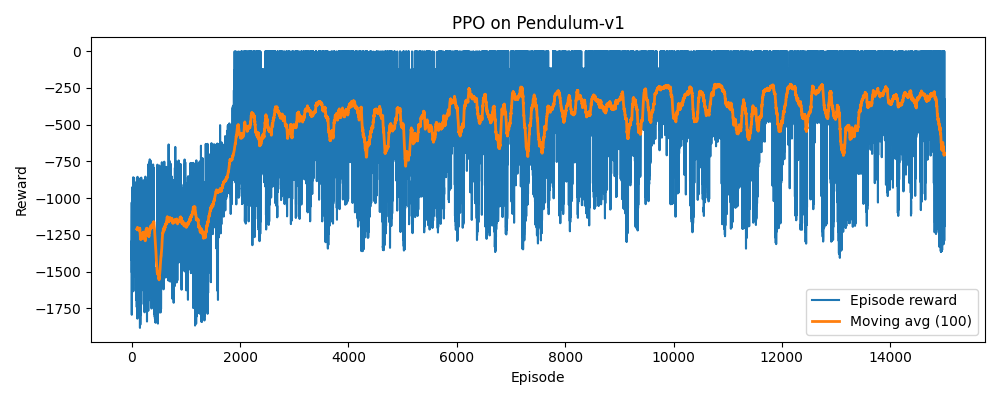 PPO on Pendulum-v1
0
−250
−500
−750
−1000
−1250
−1500
−1750
Reward
0 2000 4000 6000 8000 10000 12000 14000
Episode
Episode reward
Moving avg (100)